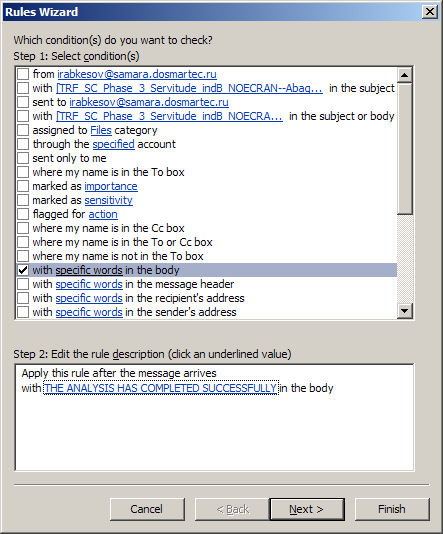 Rules Wizard
Which condition(s) do you want to check?
Step 1: Select condition(s)
from irabkesov@samara.dosmartec.ru
with [TRF_SC_Phase_3_Servitude_indB_NOECRAN--Abaq... in the subject
sent to irabkesov@samara.dosmartec.ru
with [TRF_SC_Phase_3_Servitude_indB_NOECRA... in the subject or body
assigned to Files category
through the specified account
sent only to me
where my name is in the To box
marked as importance
marked as sensitivity
flagged for action
where my name is in the Cc box
where my name is in the To or Cc box
where my name is not in the To box
with specific words in the body
with specific words in the message header
with specific words in the recipient's address
with specific words in the sender's address
Step 2: Edit the rule description (click an underlined value)
Apply this rule after the message arrives
with THE ANALYSIS HAS COMPLETED SUCCESSFULLY in the body
Cancel < Back Next > Finish